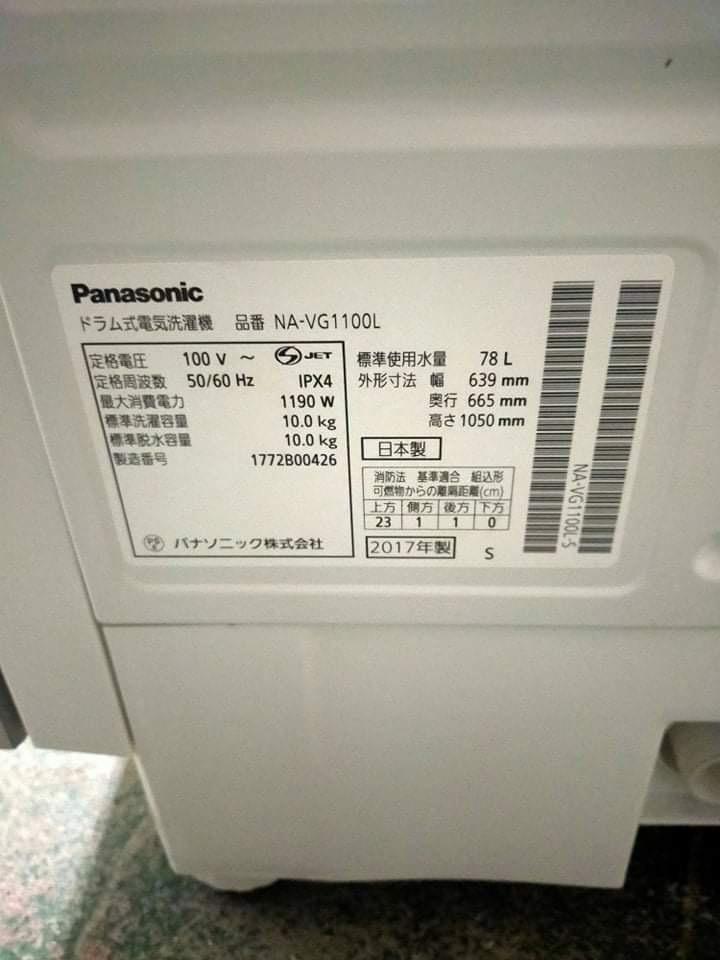 Panasonic
ドラム式電気洗濯機 品番 NA-VG1100L
定格電圧 100 V ～ S JET
定格周波数 50/60 Hz IPX4
最大消費電力 1190 W
標準洗濯容量 10.0 kg
標準脱水容量 10.0 kg
製造番号 1772B00426
PS E パナソニック株式会社
標準使用水量 78 L
外形寸法 幅 639 mm
奥行 665 mm
高さ 1050 mm
日本製
消防法 基準適合 組込形
可燃物からの離隔距離(cm)
上方 側方 後方 下方
23 1 1 0
2017年製 S
NA-VG1100L-S